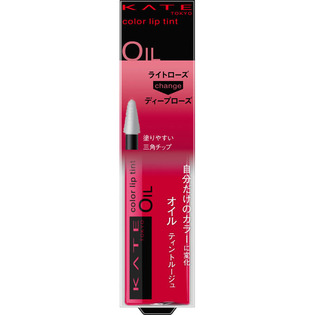 KATE
TOKYO
color lip tint
OIL
ライトローズ
change
ディープローズ
塗りやすい
三角チップ
自分だけのカラーに変化
オイル
ティントルージュ
color lip tint
OIL
KATE
TOKYO